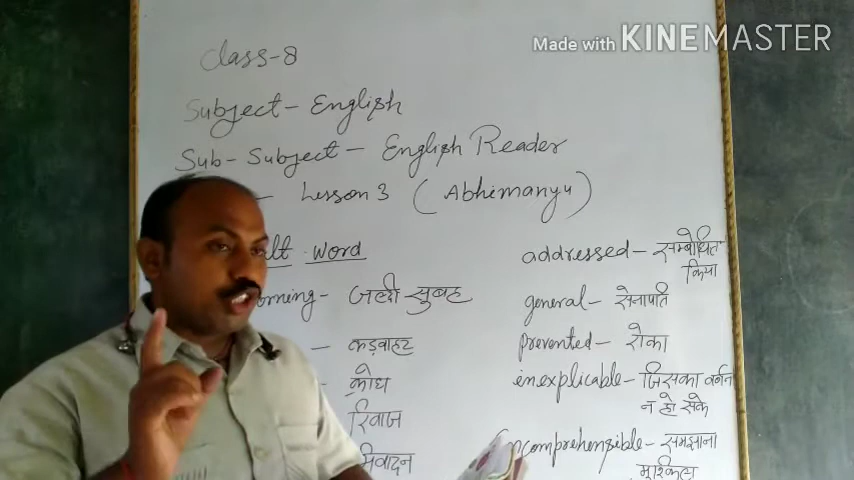 Made with KINEMASTER
Class-8
Subject - English
Sub-Subject - English Reader
- Lesson 3 (Abhimanyu)
word
- जल्दी सुबह
- कड़वाहट
- क्रोध
रिवाज
addressed - सम्बोधित
किया
general - सेनापति
prevented - रोका
inexplicable - जिसका वर्नन
न हो सके
comprehensible - समझाना
मुश्किल